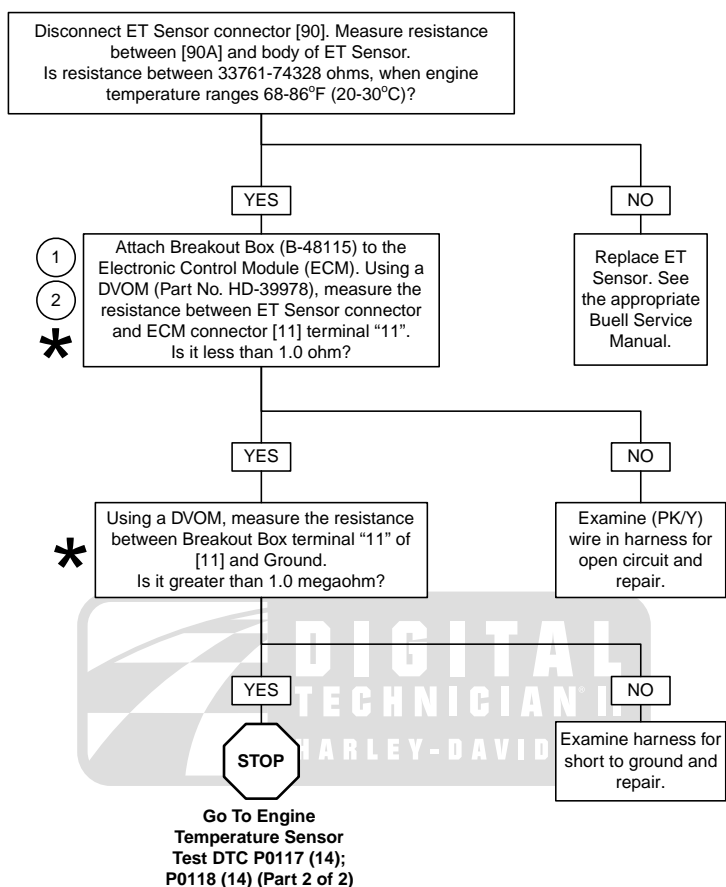 Disconnect ET Sensor connector [90]. Measure resistance
between [90A] and body of ET Sensor.
Is resistance between 33761-74328 ohms, when engine
temperature ranges 68-86°F (20-30°C)?
YES
NO
1
2
*
Attach Breakout Box (B-48115) to the
Electronic Control Module (ECM). Using a
DVOM (Part No. HD-39978), measure the
resistance between ET Sensor connector
and ECM connector [11] terminal “11”.
Is it less than 1.0 ohm?
Replace ET
Sensor. See
the appropriate
Buell Service
Manual.
YES
NO
*
Using a DVOM, measure the resistance
between Breakout Box terminal “11” of
[11] and Ground.
Is it greater than 1.0 megaohm?
Examine (PK/Y)
wire in harness for
open circuit and
repair.
DIGITAL
TECHNICIAN® II
HARLEY-DAVID
YES
NO
STOP
Examine harness for
short to ground and
repair.
Go To Engine
Temperature Sensor
Test DTC P0117 (14);
P0118 (14) (Part 2 of 2)